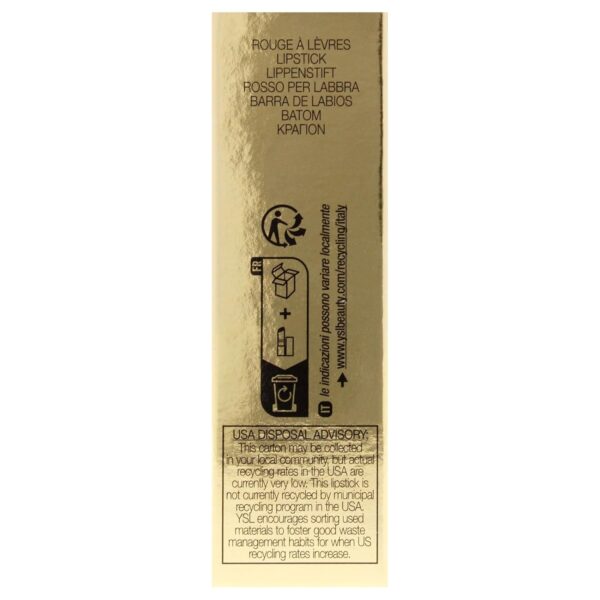 ROUGE À LÈVRES
LIPSTICK
LIPPENSTIFT
ROSSO PER LABBRA
BARRA DE LABIOS
BATOM
ΚΡΑΓΙΟΝ
FR
+
IT le indicazioni possono variare localmente
www.yslbeauty.com/recycling/italy
USA DISPOSAL ADVISORY:
This carton may be collected
in your local community, but actual
recycling rates in the USA are
currently very low. This lipstick is
not currently recycled by municipal
recycling program in the USA.
YSL encourages sorting used
materials to foster good waste
management habits for when US
recycling rates increase.